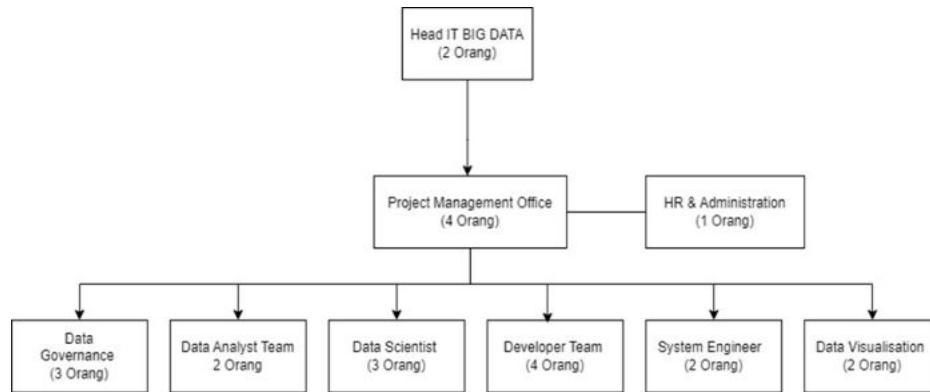 Head IT BIG DATA
(2 Orang)
Project Management Office
(4 Orang)
HR & Administration
(1 Orang)
Data
Governance
(3 Orang)
Data Analyst Team
2 Orang
Data Scientist
(3 Orang)
Developer Team
(4 Orang)
System Engineer
(2 Orang)
Data Visualisation
(2 Orang)